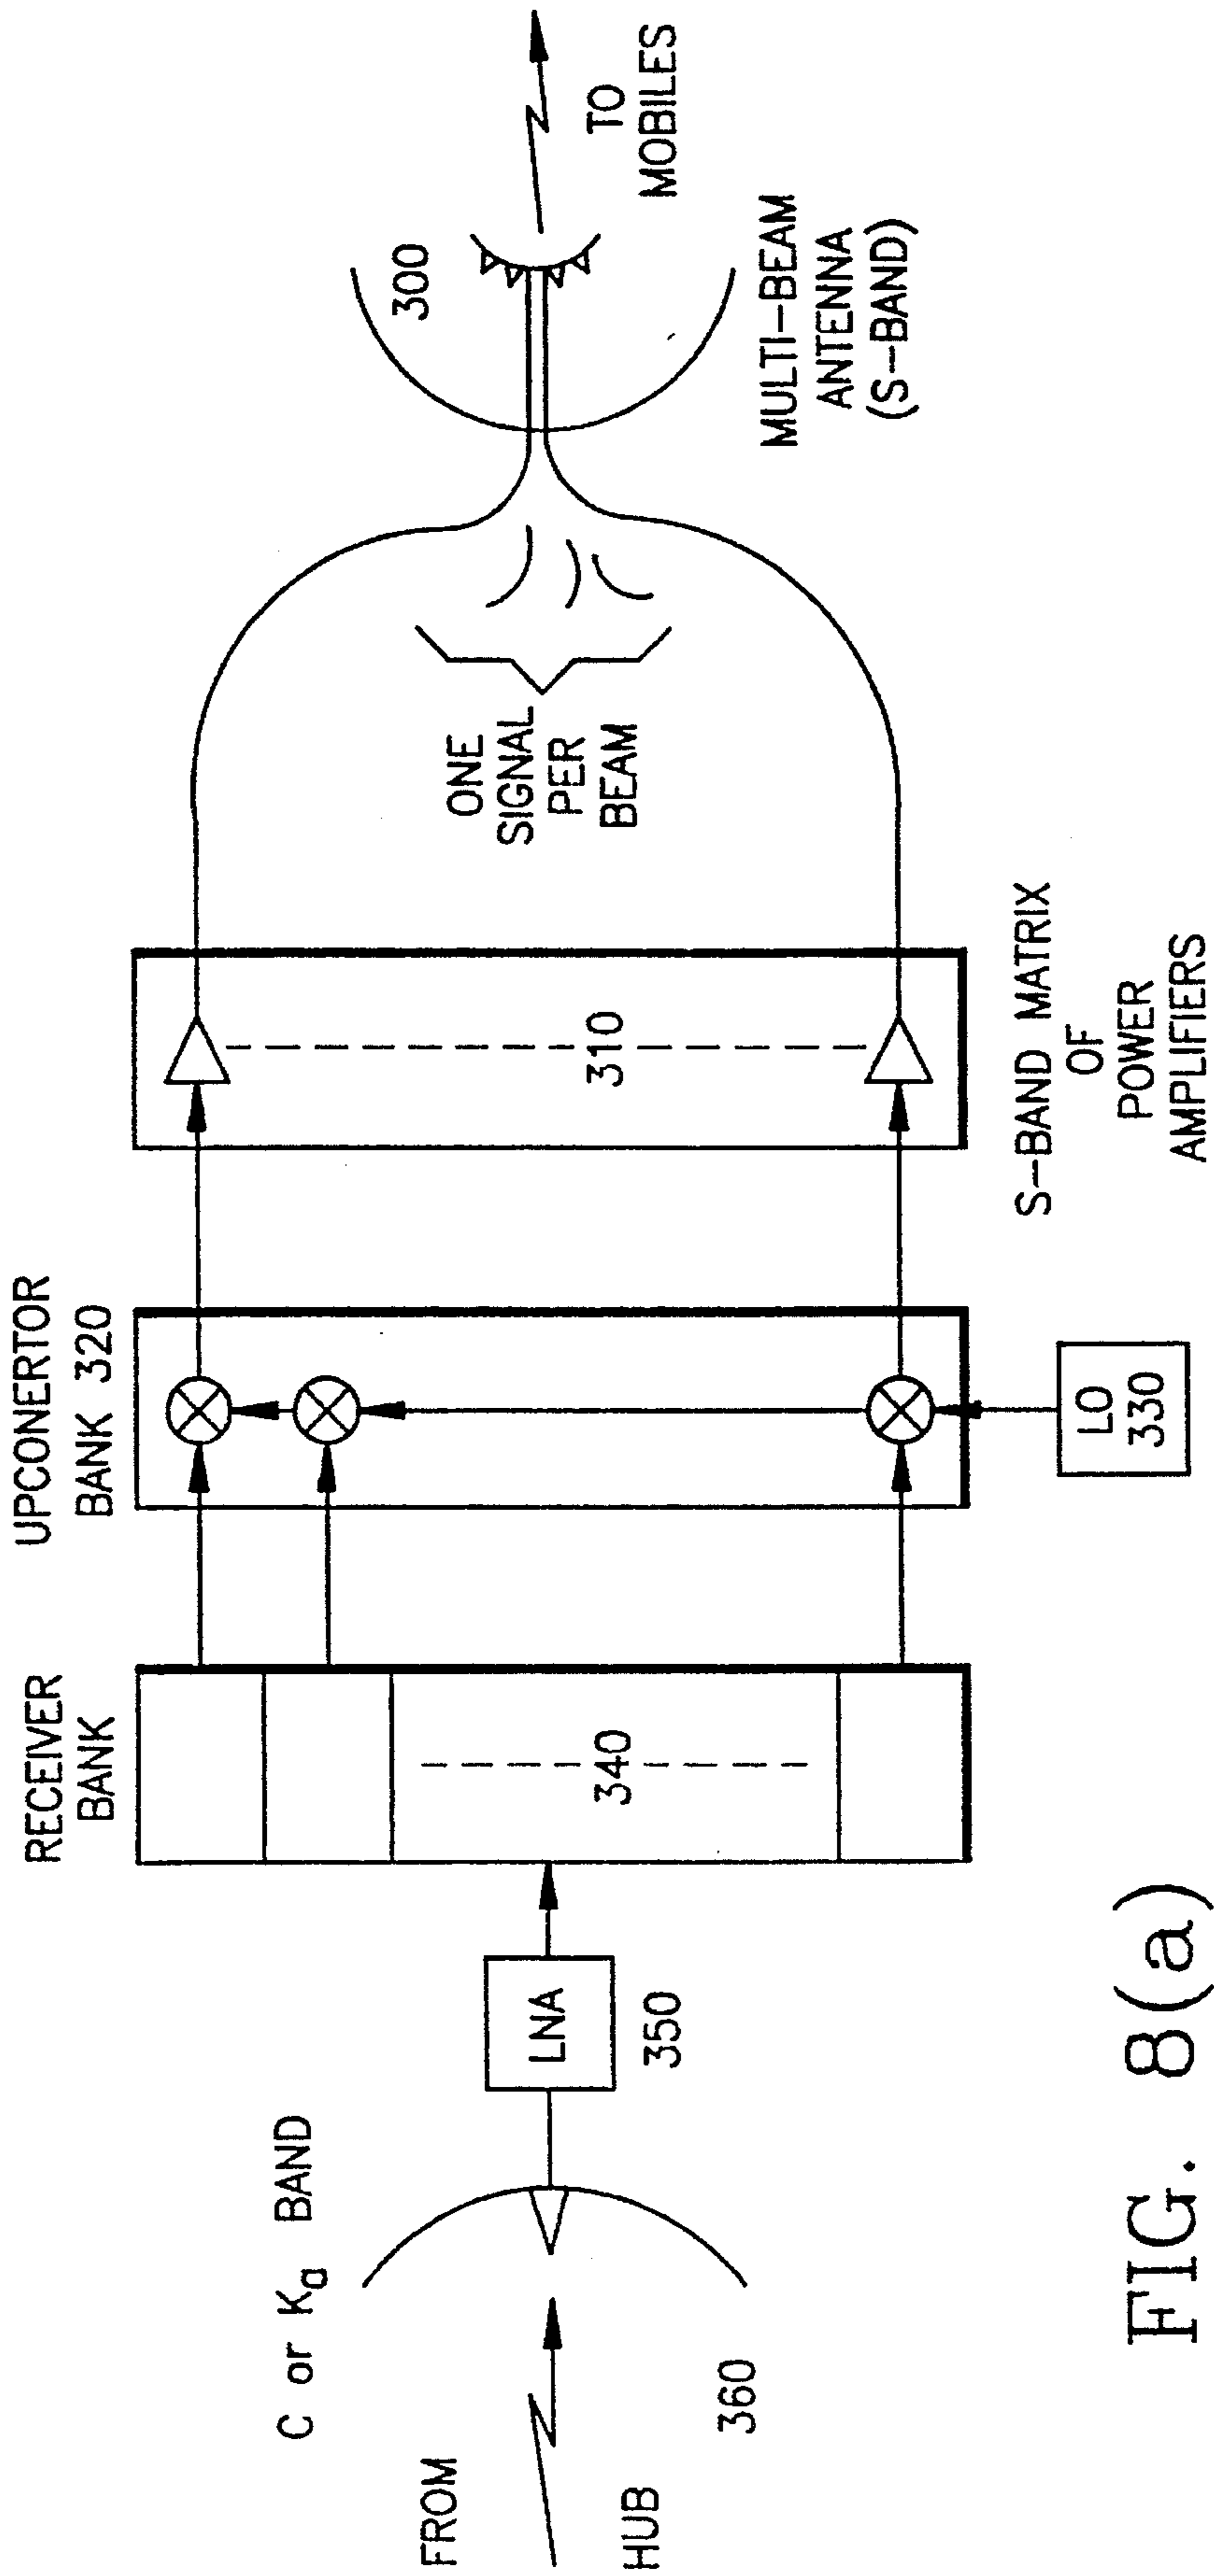 C or Ka BAND
FROM
HUB
360
LNA
350
RECEIVER
BANK
340
UPCONERTOR
BANK 320
LO
330
310
S-BAND MATRIX
OF
POWER
AMPLIFIERS
ONE
SIGNAL
PER
BEAM
300
MULTI-BEAM
ANTENNA
(S-BAND)
TO
MOBILES
FIG. 8(a)